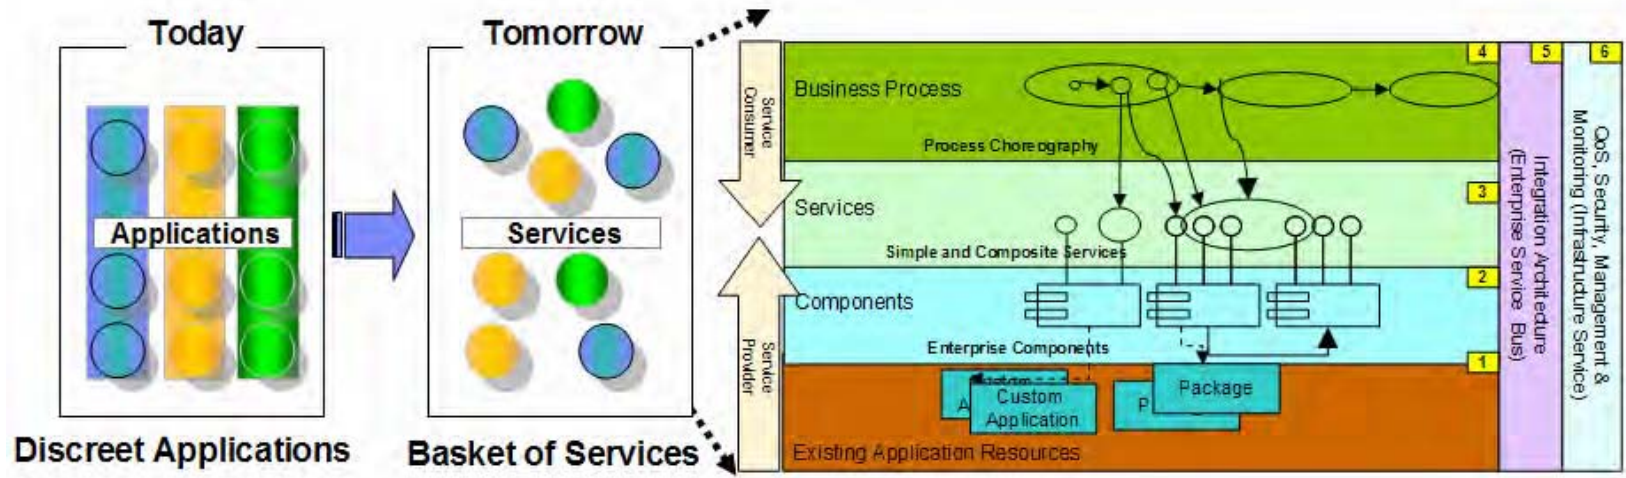 Today
Applications
Discreet Applications
Tomorrow
Services
Basket of Services
Service
Consumer
Service
Provider
4
Business Process
Process Choreography
3
Services
Simple and Composite Services
2
Components
Enterprise Components
1
Custom
Application
A
Package
P
Existing Application Resources
5
Integration Architecture
(Enterprise Service Bus)
6
QoS, Security, Management &
Monitoring (Infrastructure Service)